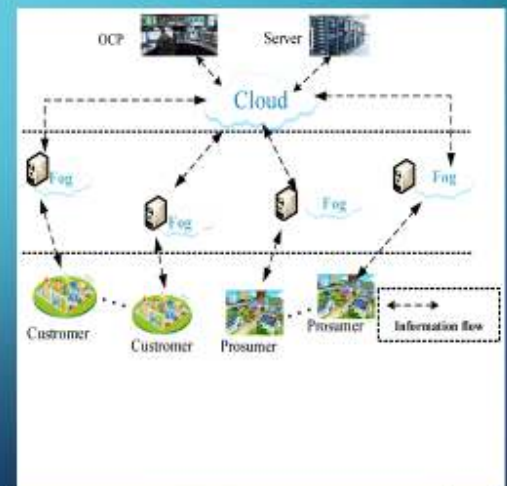 OCP
Server
Cloud
Fog
Fog
Fog
Fog
Custromer
Custromer
Prosumer
Prosumer
Information flow